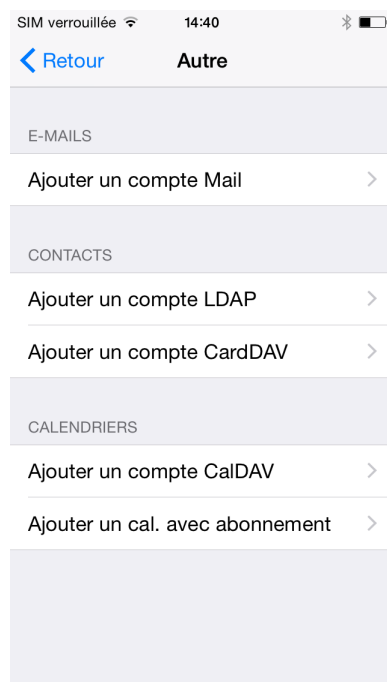 SIM verrouillée 14:40
Retour Autre
E-MAILS
Ajouter un compte Mail
CONTACTS
Ajouter un compte LDAP
Ajouter un compte CardDAV
CALENDRIERS
Ajouter un compte CalDAV
Ajouter un cal. avec abonnement